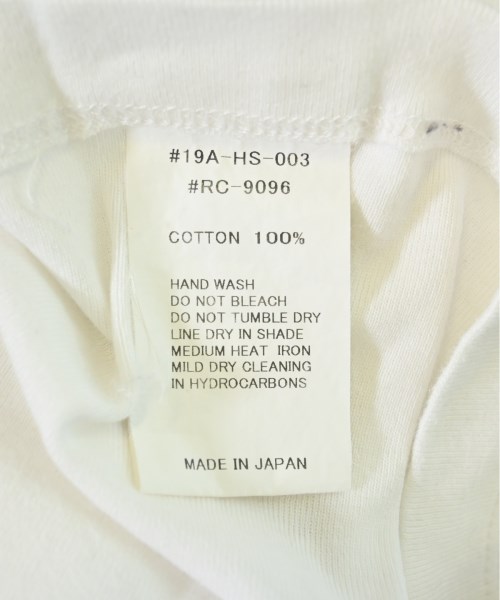 #19A-HS-003
#RC-9096
COTTON 100%
HAND WASH
DO NOT BLEACH
DO NOT TUMBLE DRY
LINE DRY IN SHADE
MEDIUM HEAT IRON
MILD DRY CLEANING
IN HYDROCARBONS
MADE IN JAPAN